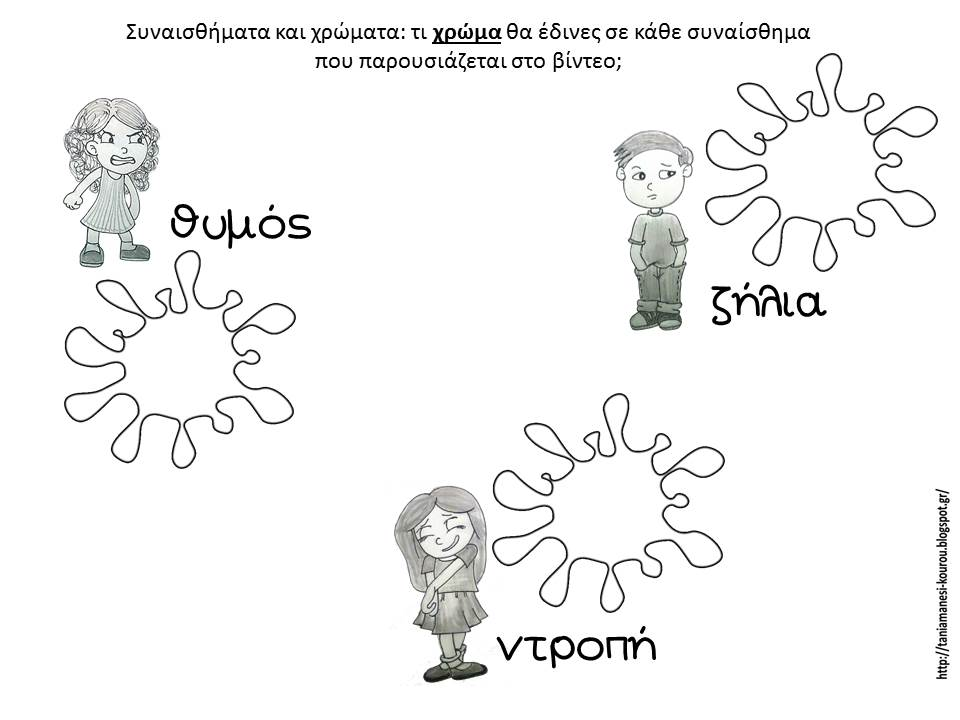 Συναισθήματα και χρώματα: τι χρώμα θα έδινες σε κάθε συναίσθημα
που παρουσιάζεται στο βίντεο;
θυμός
ζήλια
ντροπή
http://taniamanesi-kourou.blogspot.gr/